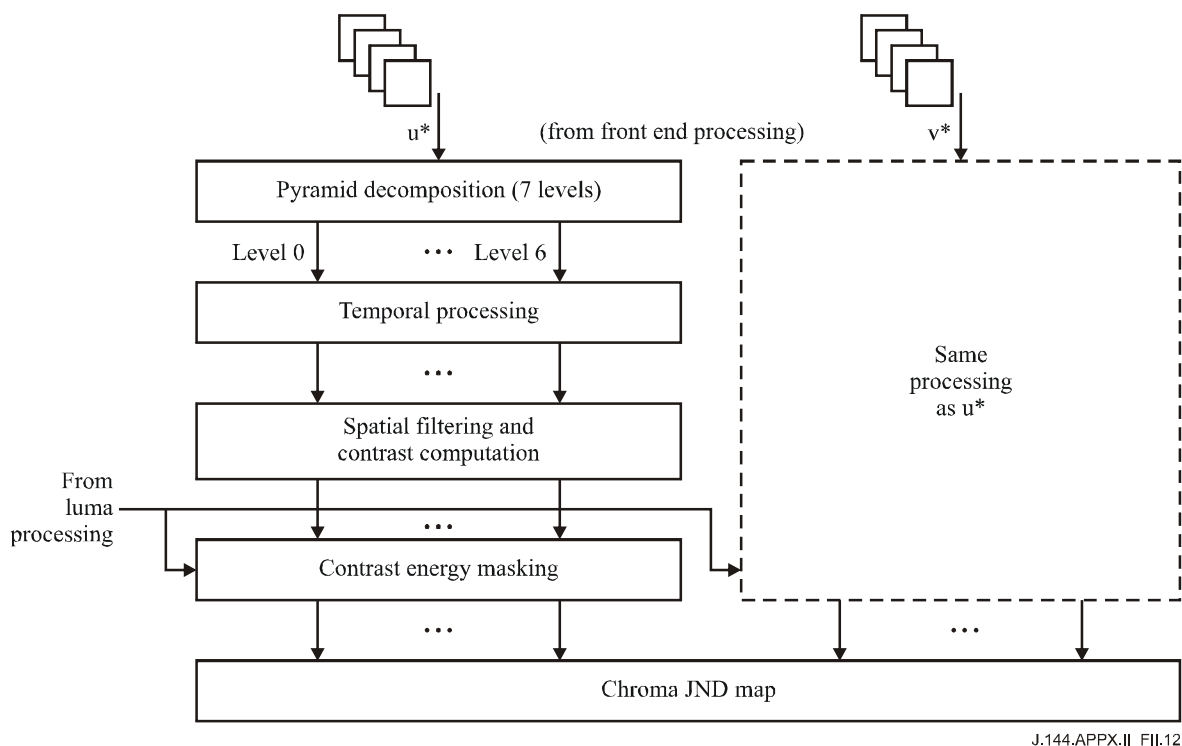 u*
(from front end processing)
v*
Pyramid decomposition (7 levels)
Level 0
...
Level 6
Temporal processing
...
Same
processing
as u*
Spatial filtering and
contrast computation
From
luma
processing
...
Contrast energy masking
...
...
Chroma JND map
J.144.APPX.II_FII.12